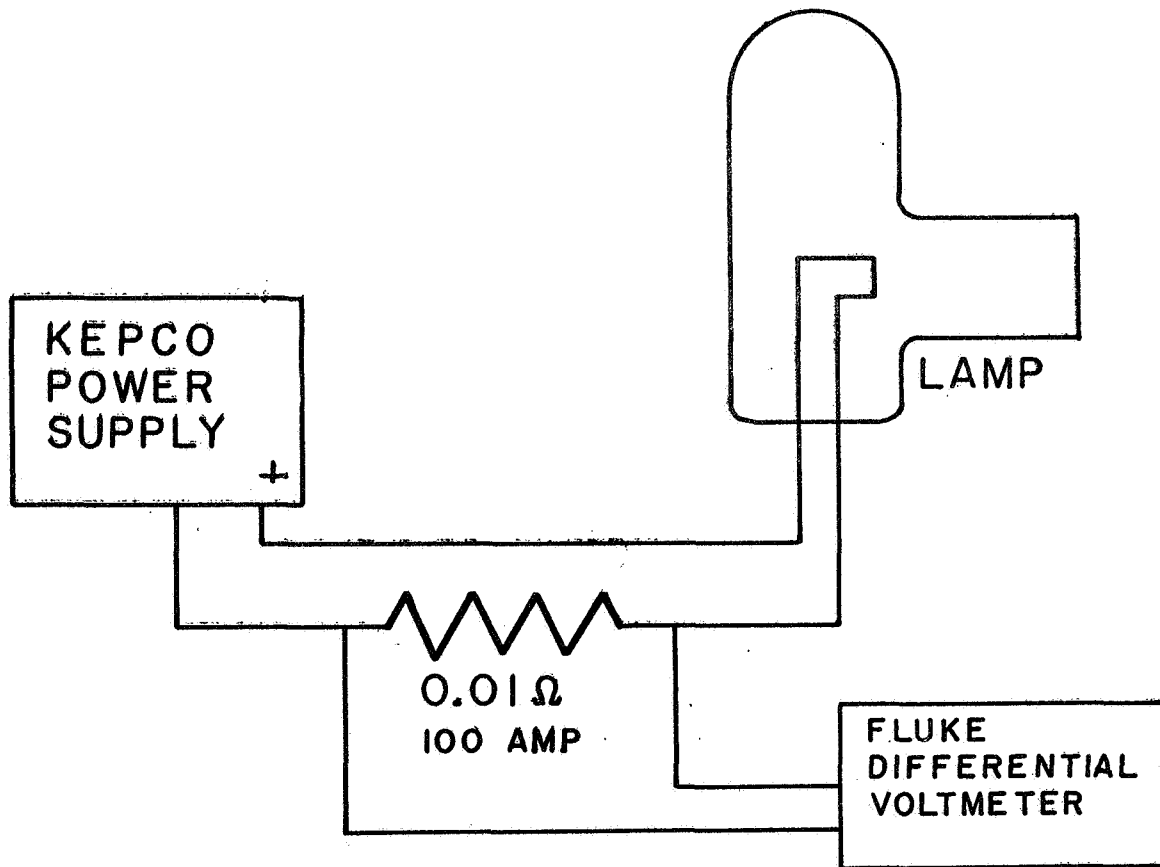 KEPCO
POWER
SUPPLY
+
LAMP
0.01Ω
100 AMP
FLUKE
DIFFERENTIAL
VOLTMETER